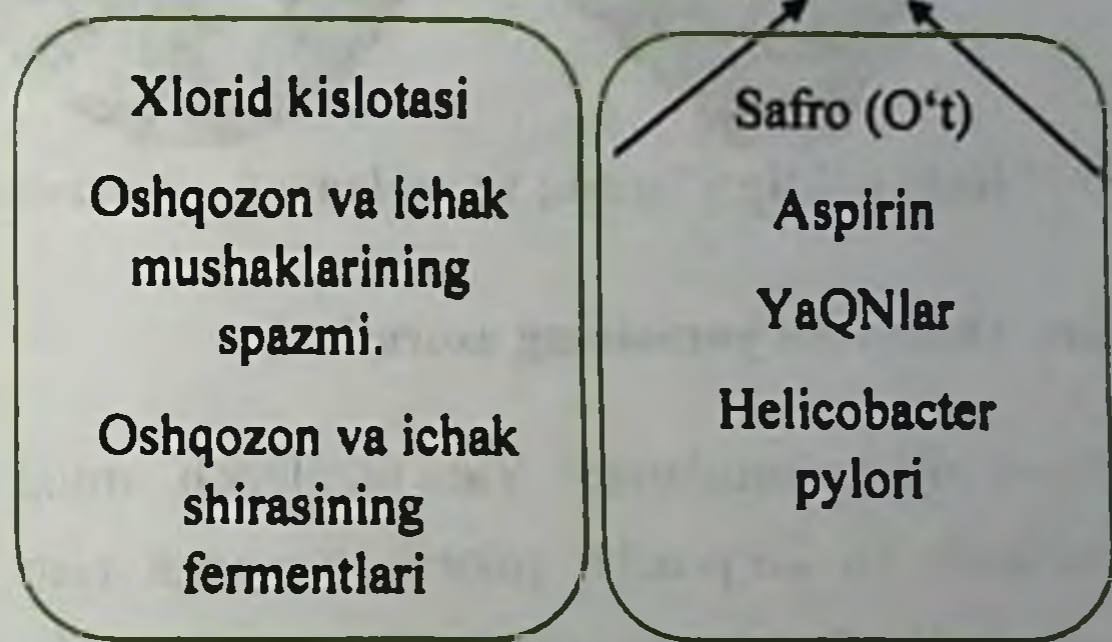 Xlorid kislotasi
Oshqozon va ichak
mushaklarining
spazmi.
Oshqozon va ichak
shirasining
fermentlari
Safro (O‘t)
Aspirin
YaQNlar
Helicobacter
pylori